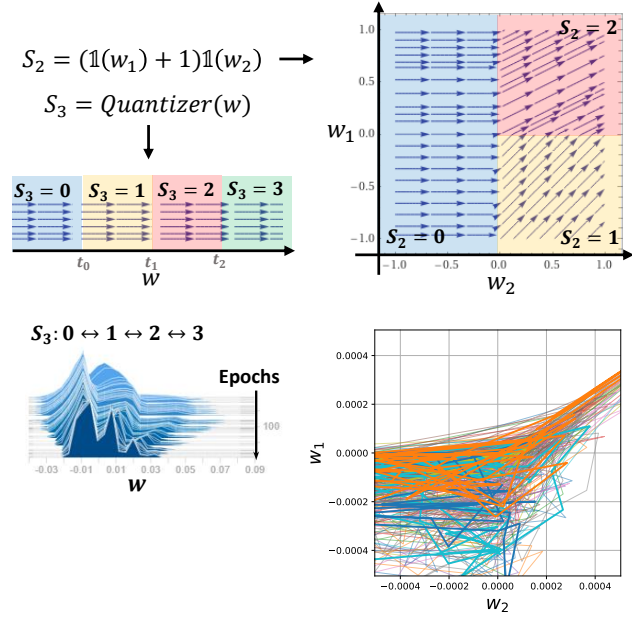 S₂ = (𝟙(w₁) + 1)𝟙(w₂)
S₃ = Quantizer(w)
S₃ = 0 S₃ = 1 S₃ = 2 S₃ = 3
t₀ t₁ t₂
w
S₂ = 2
1.0
0.5
w₁ 0.0
−0.5
−1.0
S₂ = 0 S₂ = 1
−1.0 −0.5 0.0 0.5 1.0
w₂
S₃: 0 ↔ 1 ↔ 2 ↔ 3
Epochs
100
-0.03 -0.01 0.01 0.03 0.05 0.07 0.09
w
0.0004
0.0002
w₁ 0.0000
−0.0002
−0.0004
−0.0004 −0.0002 0.0000 0.0002 0.0004
w₂